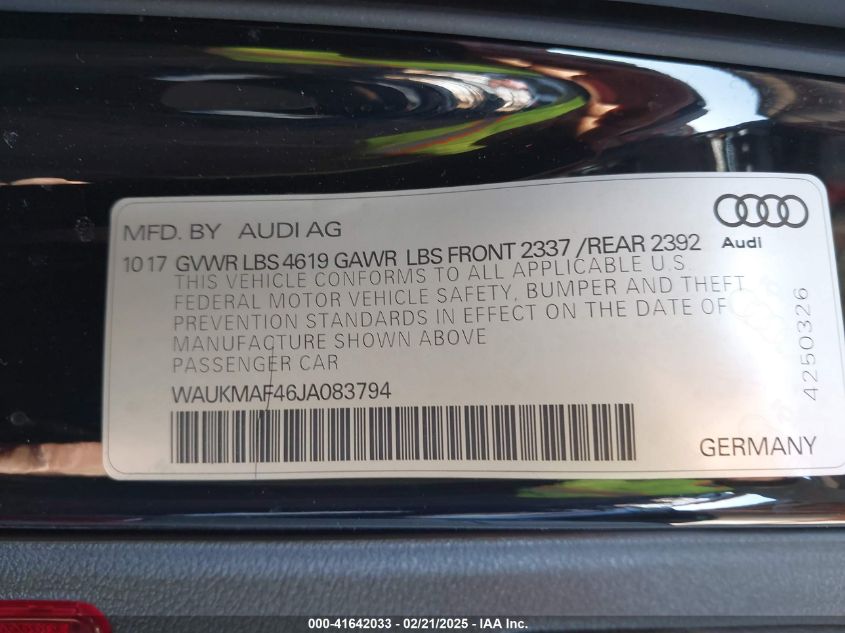 MFD. BY AUDI AG
Audi
10 17 GVWR LBS 4619 GAWR LBS FRONT 2337 /REAR 2392
THIS VEHICLE CONFORMS TO ALL APPLICABLE U.S.
FEDERAL MOTOR VEHICLE SAFETY, BUMPER AND THEFT
PREVENTION STANDARDS IN EFFECT ON THE DATE OF
MANUFACTURE SHOWN ABOVE
PASSENGER CAR
WAUKMAF46JA083794
4250326
GERMANY
000-41642033 / 02/21/2025 - IAA Inc.